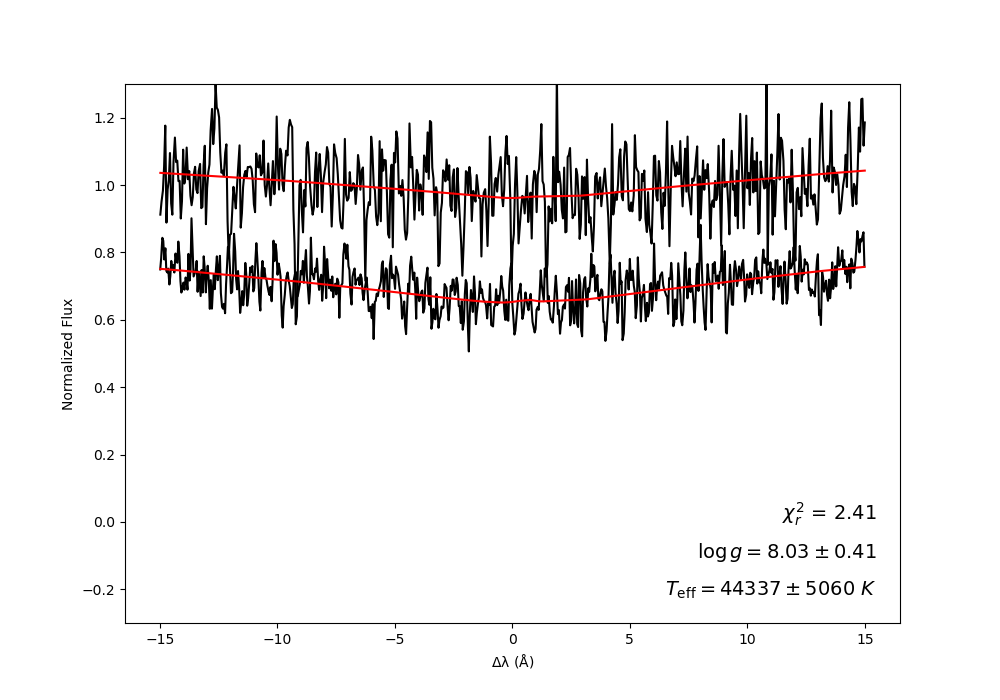 1.2
1.0
0.8
0.6
0.4
0.2
0.0
−0.2
Normalized Flux
χ²ᵣ = 2.41
log g = 8.03 ± 0.41
T_eff = 44337 ± 5060 K
−15 −10 −5 0 5 10 15
Δλ (Å)